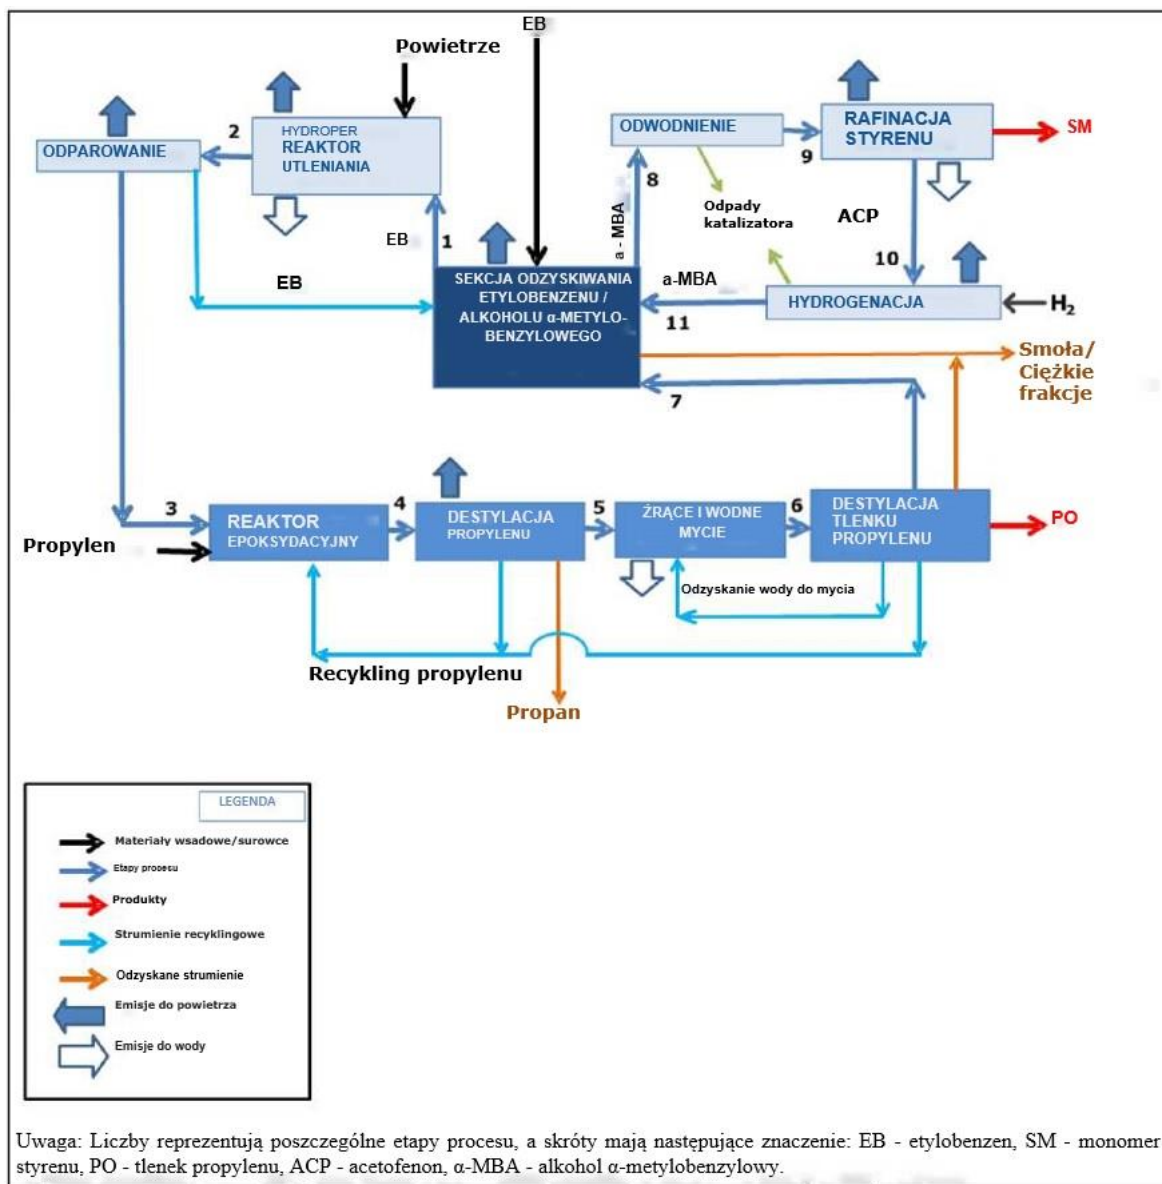 EB
Powietrze
HYDROPER
REAKTOR
UTLENIANIA
2
ODPAROWANIE
ODWODNIENIE
RAFINACJA
STYRENU
SM
9
8
a - MBA
Odpady
katalizatora
ACP
10
EB
1
EB
SEKCJA ODZYSKIWANIA
ETYLOBENZENU /
ALKOHOLU α-METYLO-
BENZYLOWEGO
a-MBA
11
HYDROGENACJA
H₂
Smoła/
Ciężkie
frakcje
7
3
REAKTOR
EPOKSYDACYJNY
4
DESTYLACJA
PROPYLENU
5
ŻRĄCE I WODNE
MYCIE
6
DESTYLACJA
TLENKU
PROPYLENU
PO
Propylen
Odzyskanie wody do mycia
Recykling propylenu
Propan
LEGENDA
Materiały wsadowe/surowce
Etapy procesu
Produkty
Strumienie recyklingowe
Odzyskane strumienie
Emisje do powietrza
Emisje do wody
Uwaga: Liczby reprezentują poszczególne etapy procesu, a skróty mają następujące znaczenie: EB - etylobenzen, SM - monomer
styrenu, PO - tlenek propylenu, ACP - acetofenon, α-MBA - alkohol α-metylobenzylowy.